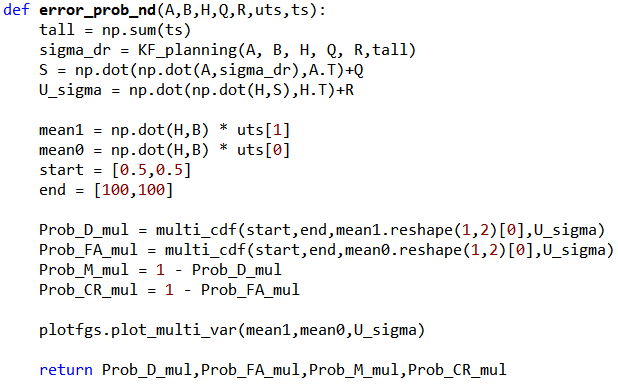 def error_prob_nd(A,B,H,Q,R,uts,ts):
    tall = np.sum(ts)
    sigma_dr = KF_planning(A, B, H, Q, R,tall)
    S = np.dot(np.dot(A,sigma_dr),A.T)+Q
    U_sigma = np.dot(np.dot(H,S),H.T)+R
    mean1 = np.dot(H,B) * uts[1]
    mean0 = np.dot(H,B) * uts[0]
    start = [0.5,0.5]
    end = [100,100]
    Prob_D_mul = multi_cdf(start,end,mean1.reshape(1,2)[0],U_sigma)
    Prob_FA_mul = multi_cdf(start,end,mean0.reshape(1,2)[0],U_sigma)
    Prob_M_mul = 1 - Prob_D_mul
    Prob_CR_mul = 1 - Prob_FA_mul
    plotfgs.plot_multi_var(mean1,mean0,U_sigma)
    return Prob_D_mul,Prob_FA_mul,Prob_M_mul,Prob_CR_mul